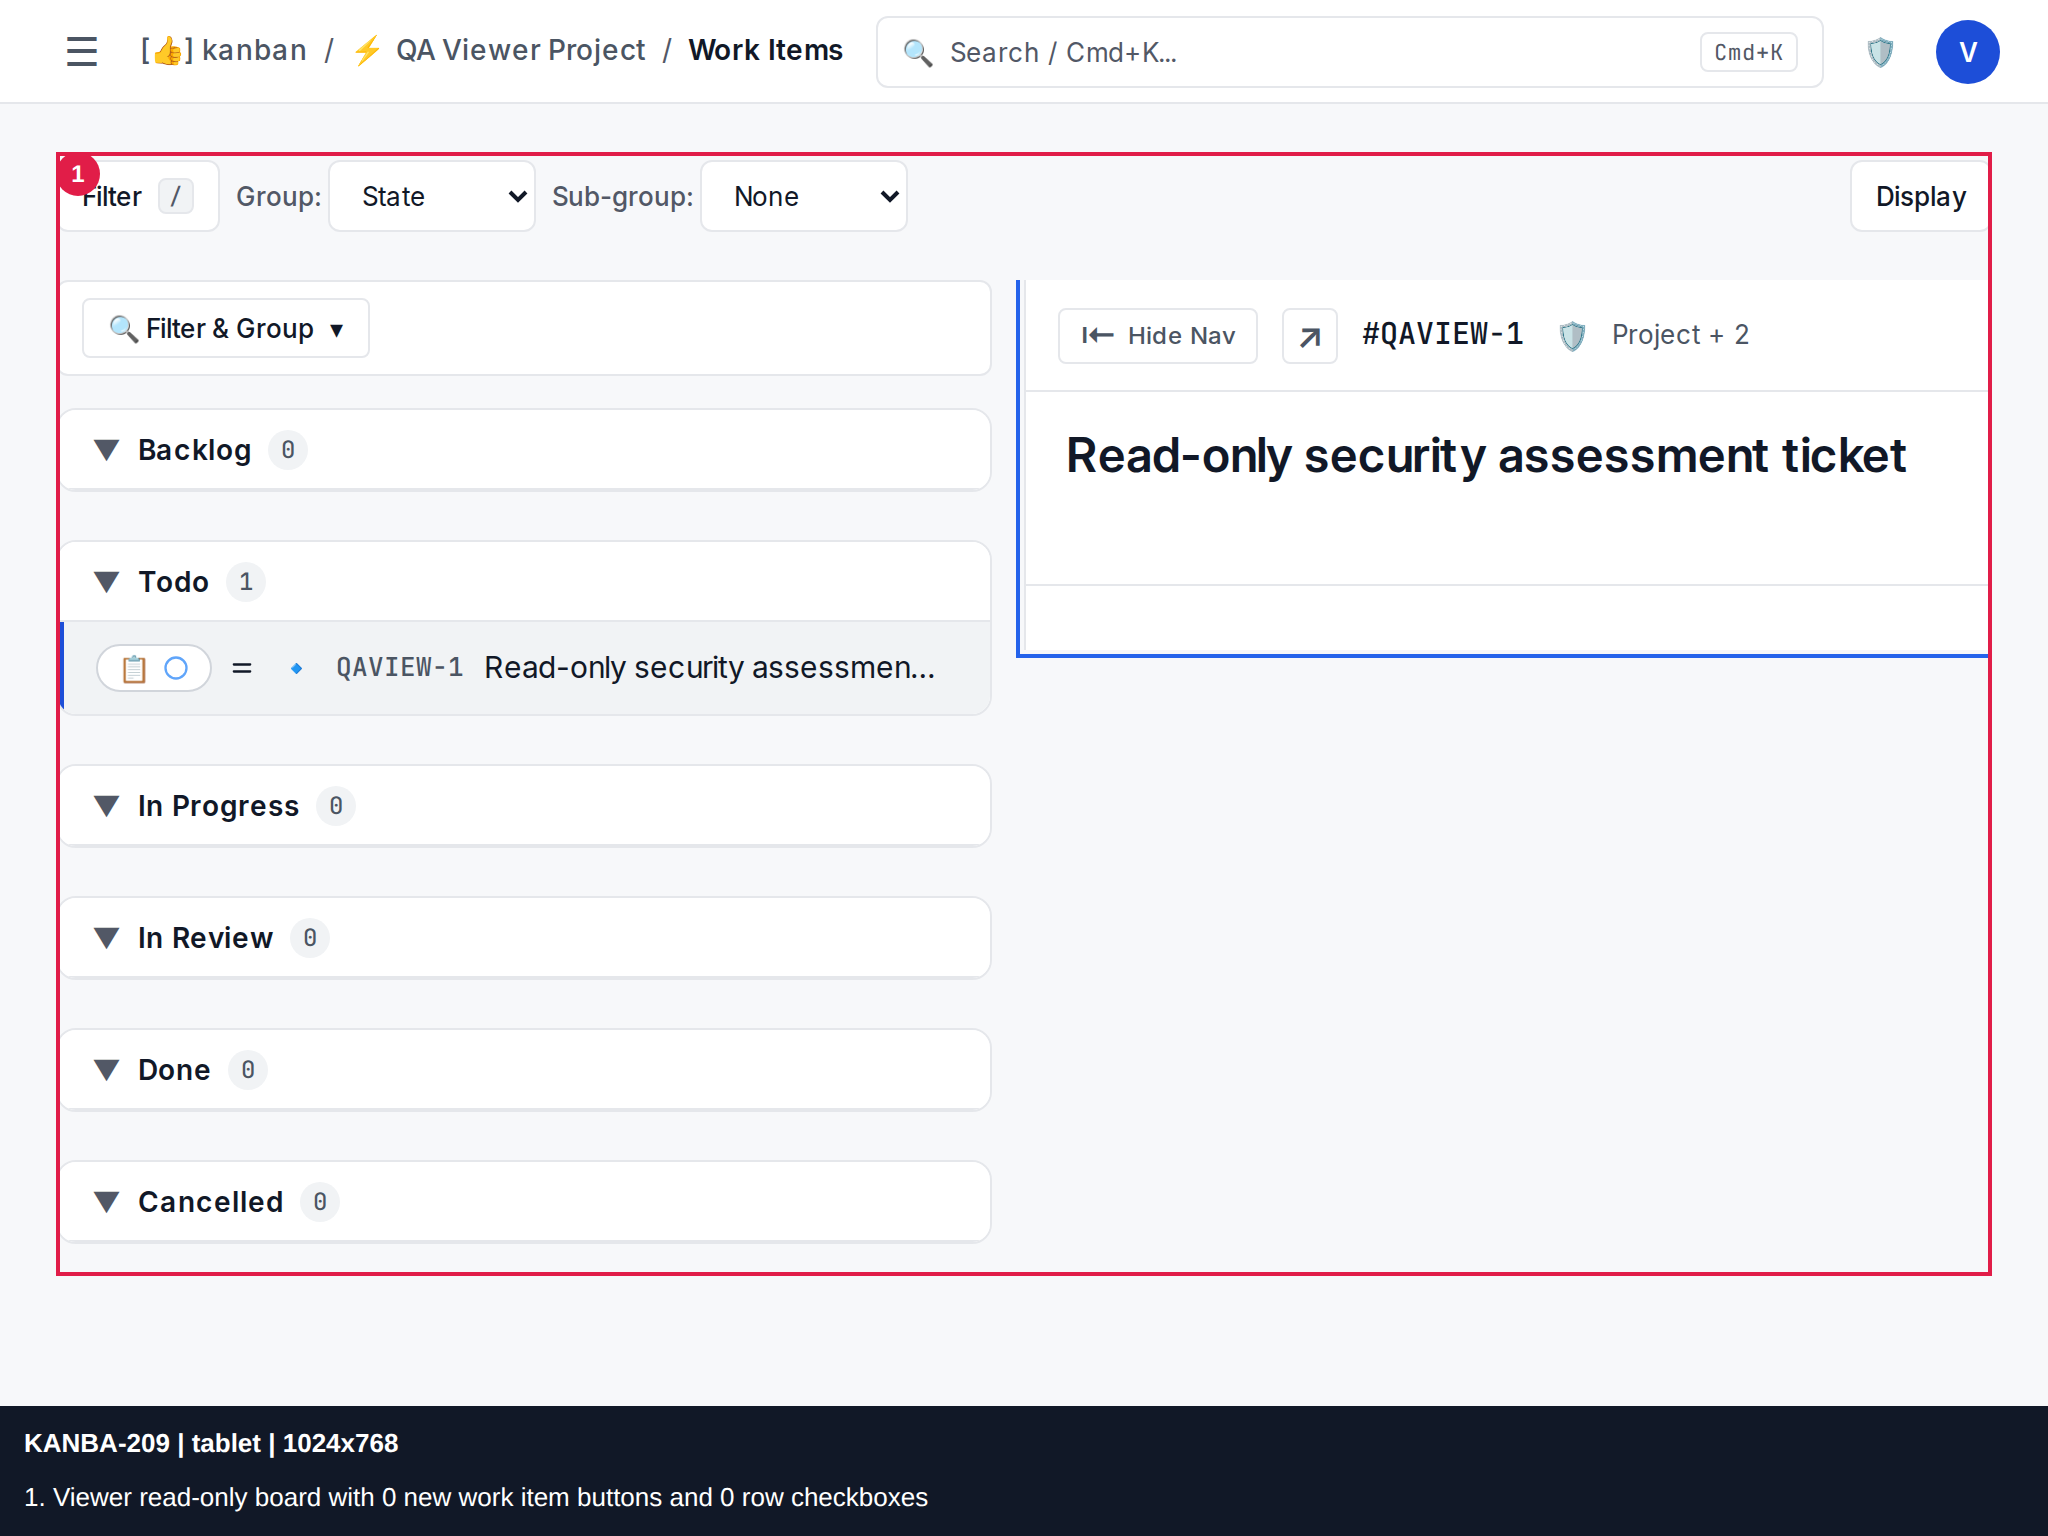 [👍] kanban / ⚡ QA Viewer Project / Work Items
Search / Cmd+K...
Cmd+K
V
1
Filter /
Group: State
Sub-group: None
Display
Filter & Group ▾
Backlog 0
Todo 1
QAVIEW-1 Read-only security assessmen...
In Progress 0
In Review 0
Done 0
Cancelled 0
Hide Nav
#QAVIEW-1
Project + 2
Read-only security assessment ticket
KANBA-209 | tablet | 1024x768
1. Viewer read-only board with 0 new work item buttons and 0 row checkboxes